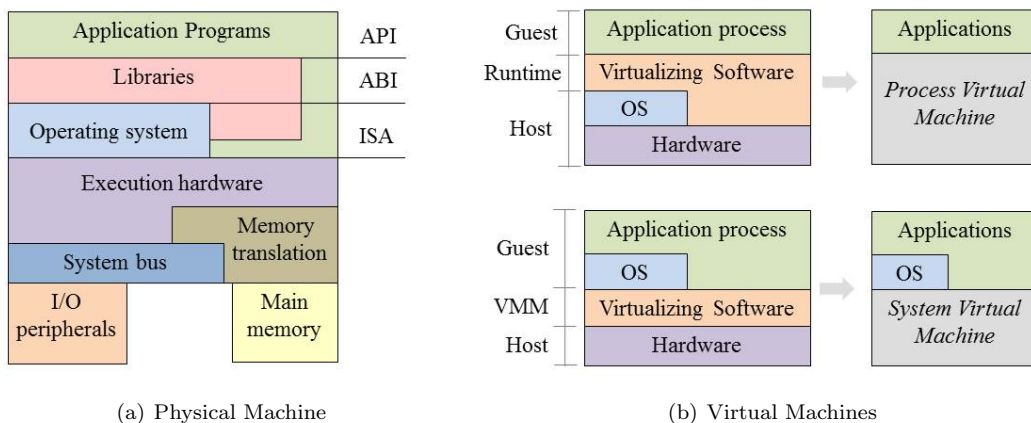 Application Programs
API
Libraries
ABI
Operating system
ISA
Execution hardware
Memory
translation
System bus
I/O
peripherals
Main
memory
(a) Physical Machine
Guest
Application process
Applications
Runtime
Virtualizing Software
Process Virtual
Machine
OS
Host
Hardware
Guest
Application process
Applications
OS
OS
VMM
Virtualizing Software
System Virtual
Machine
Host
Hardware
(b) Virtual Machines